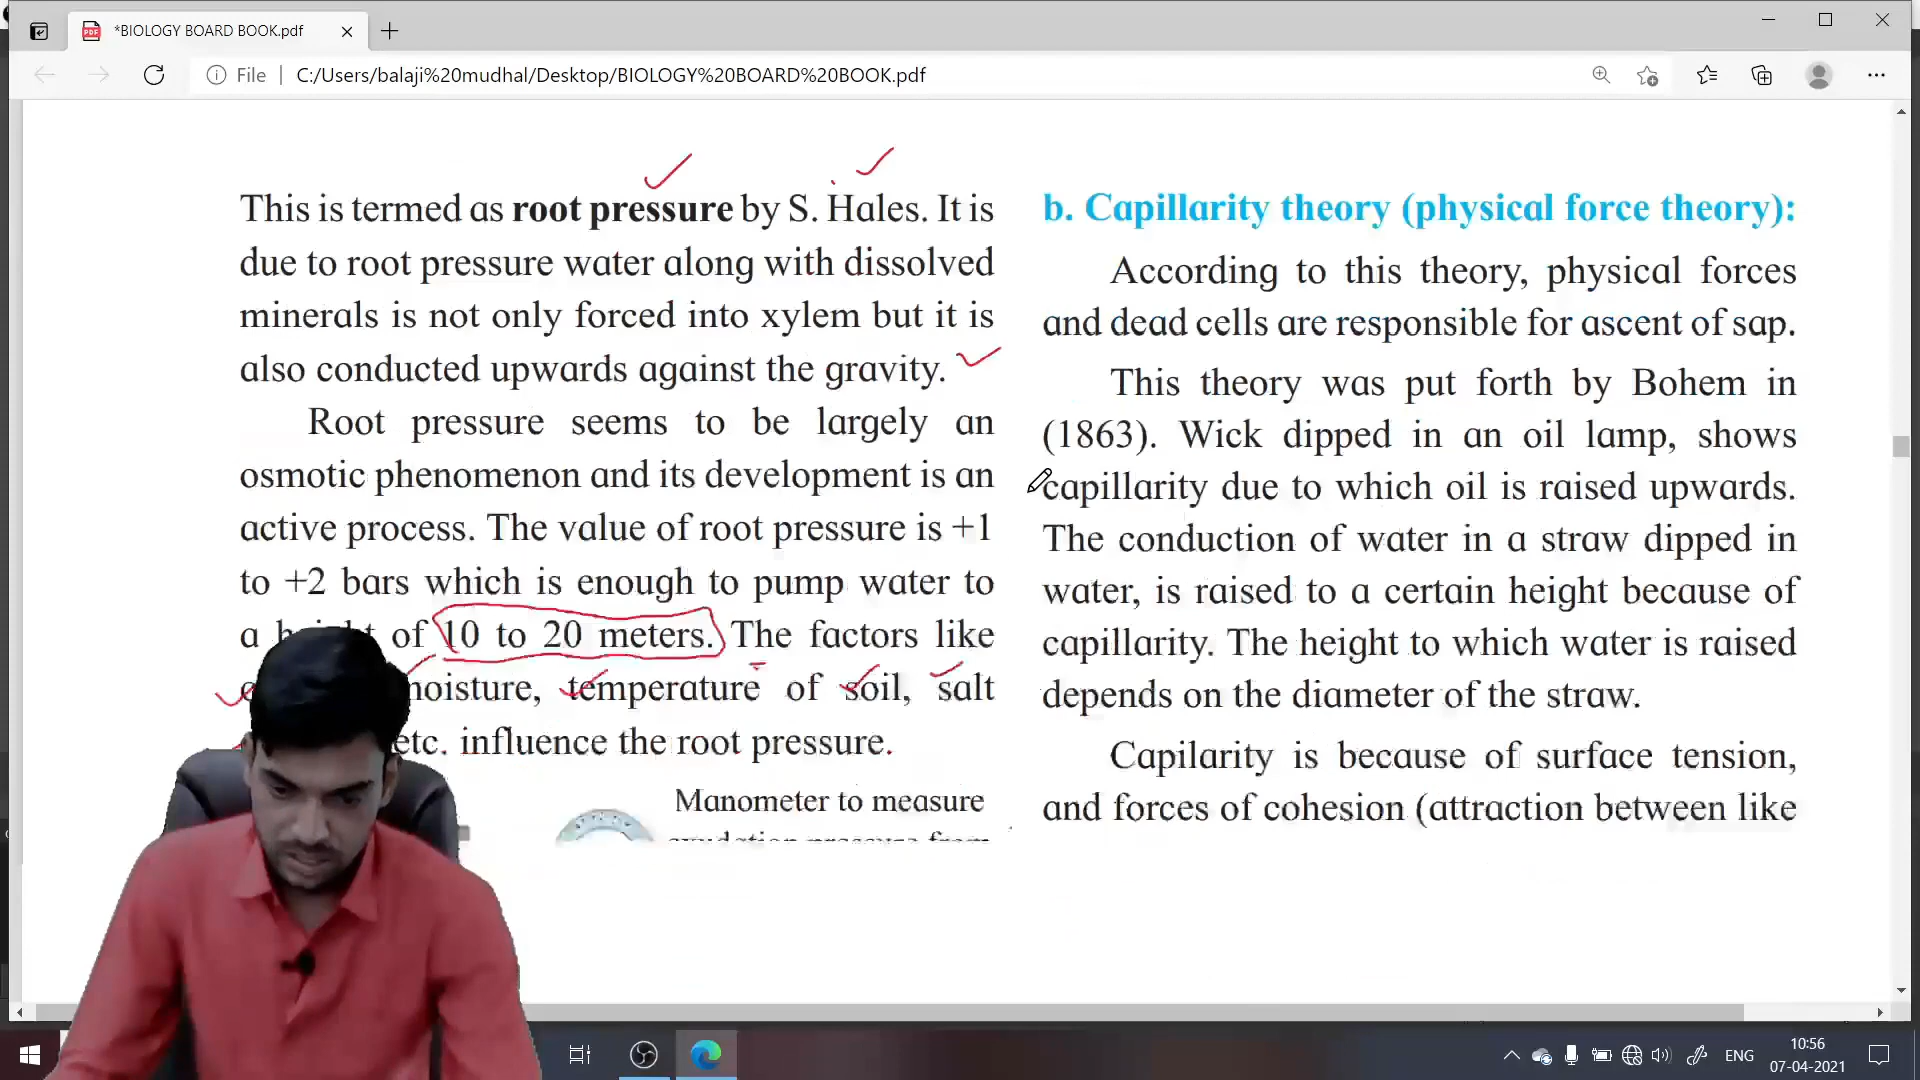 *BIOLOGY BOARD BOOK.pdf
File
C:/Users/balaji%20mudhal/Desktop/BIOLOGY%20BOARD%20BOOK.pdf
This is termed as root pressure by S. Hales. It is
due to root pressure water along with dissolved
minerals is not only forced into xylem but it is
also conducted upwards against the gravity.
Root pressure seems to be largely an
osmotic phenomenon and its development is an
active process. The value of root pressure is +1
to +2 bars which is enough to pump water to
a of 10 to 20 meters. The factors like
moisture, temperature of soil, salt
etc. influence the root pressure.
Manometer to measure
b. Capillarity theory (physical force theory):
According to this theory, physical forces
and dead cells are responsible for ascent of sap.
This theory was put forth by Bohem in
(1863). Wick dipped in an oil lamp, shows
capillarity due to which oil is raised upwards.
The conduction of water in a straw dipped in
water, is raised to a certain height because of
capillarity. The height to which water is raised
depends on the diameter of the straw.
Capilarity is because of surface tension,
and forces of cohesion (attraction between like
ENG
10:56
07-04-2021